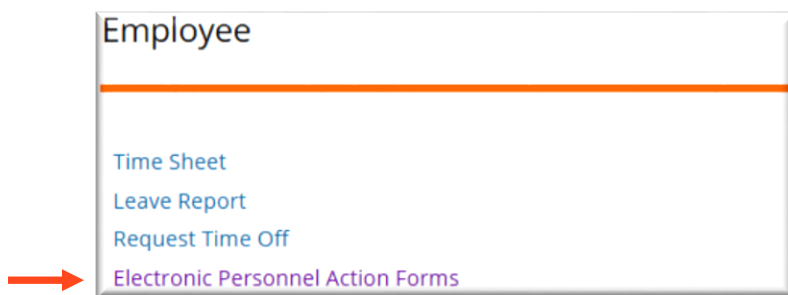 Employee
Time Sheet
Leave Report
Request Time Off
Electronic Personnel Action Forms